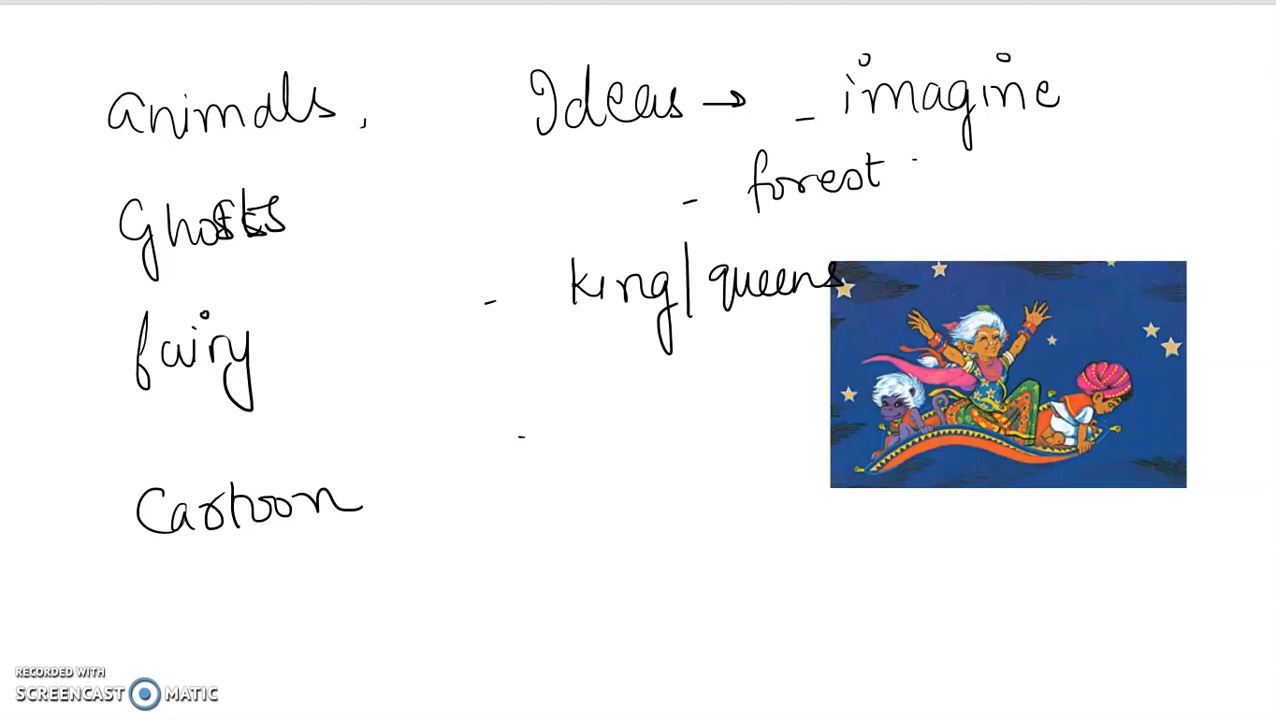 animals,
Ghosts
fairy
Cartoon
Ideas → - imagine
- forest
- king/queens
-
RECORDED WITH
SCREENCAST MATIC